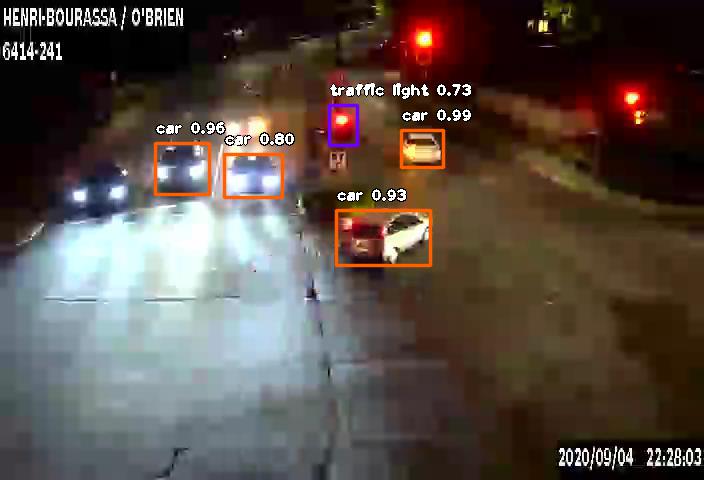 HENRI-BOURASSA / O'BRIEN
6414-241
traffic light 0.73
car 0.99
car 0.96
car 0.80
car 0.93
2020/09/04 22:28:03